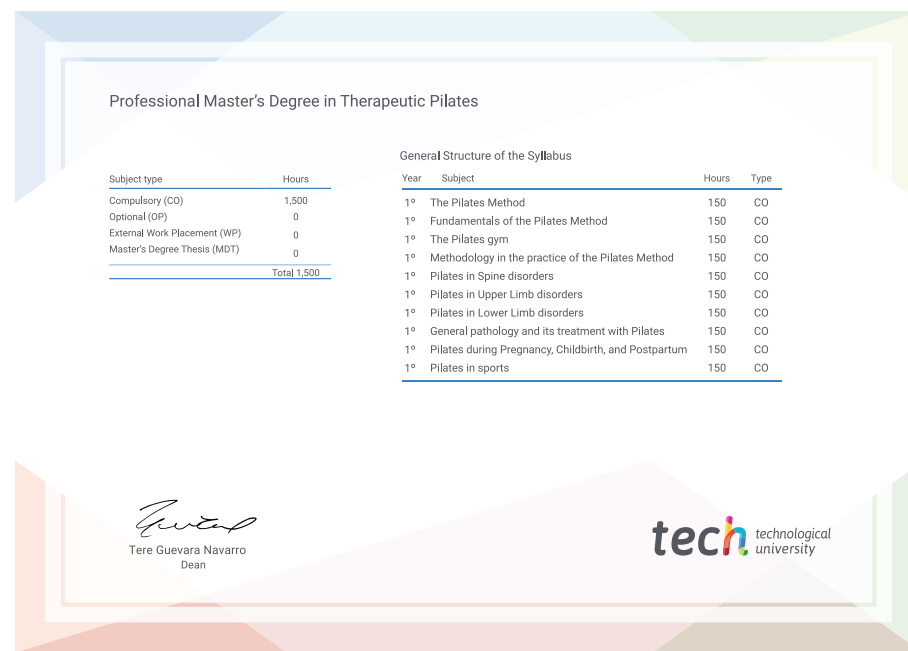 Professional Master's Degree in Therapeutic Pilates
Subject type Hours
Compulsory (CO) 1,500
Optional (OP) 0
External Work Placement (WP) 0
Master's Degree Thesis (MDT) 0
Total 1,500
General Structure of the Syllabus
Year Subject Hours Type
1º The Pilates Method 150 CO
1º Fundamentals of the Pilates Method 150 CO
1º The Pilates gym 150 CO
1º Methodology in the practice of the Pilates Method 150 CO
1º Pilates in Spine disorders 150 CO
1º Pilates in Upper Limb disorders 150 CO
1º Pilates in Lower Limb disorders 150 CO
1º General pathology and its treatment with Pilates 150 CO
1º Pilates during Pregnancy, Childbirth, and Postpartum 150 CO
1º Pilates in sports 150 CO
Tere Guevara Navarro
Dean
tech technological
university